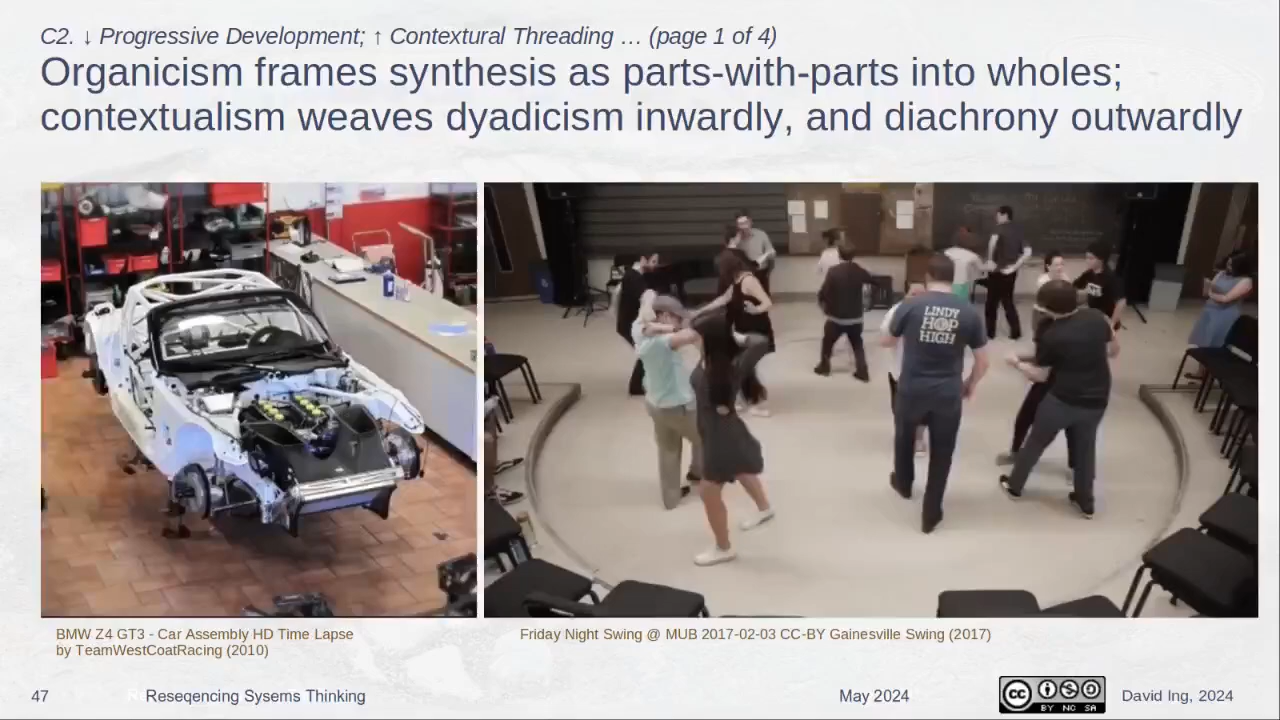 C2. ↓ Progressive Development; ↑ Contextural Threading … (page 1 of 4)
Organicism frames synthesis as parts-with-parts into wholes;
contextualism weaves dyadicism inwardly, and diachrony outwardly
LINDY
HOP
HIGH
BMW Z4 GT3 - Car Assembly HD Time Lapse
by TeamWestCoatRacing (2010)
Friday Night Swing @ MUB 2017-02-03 CC-BY Gainesville Swing (2017)
47
Reseqencing Sysems Thinking
May 2024
cc
BY NC SA
David Ing, 2024